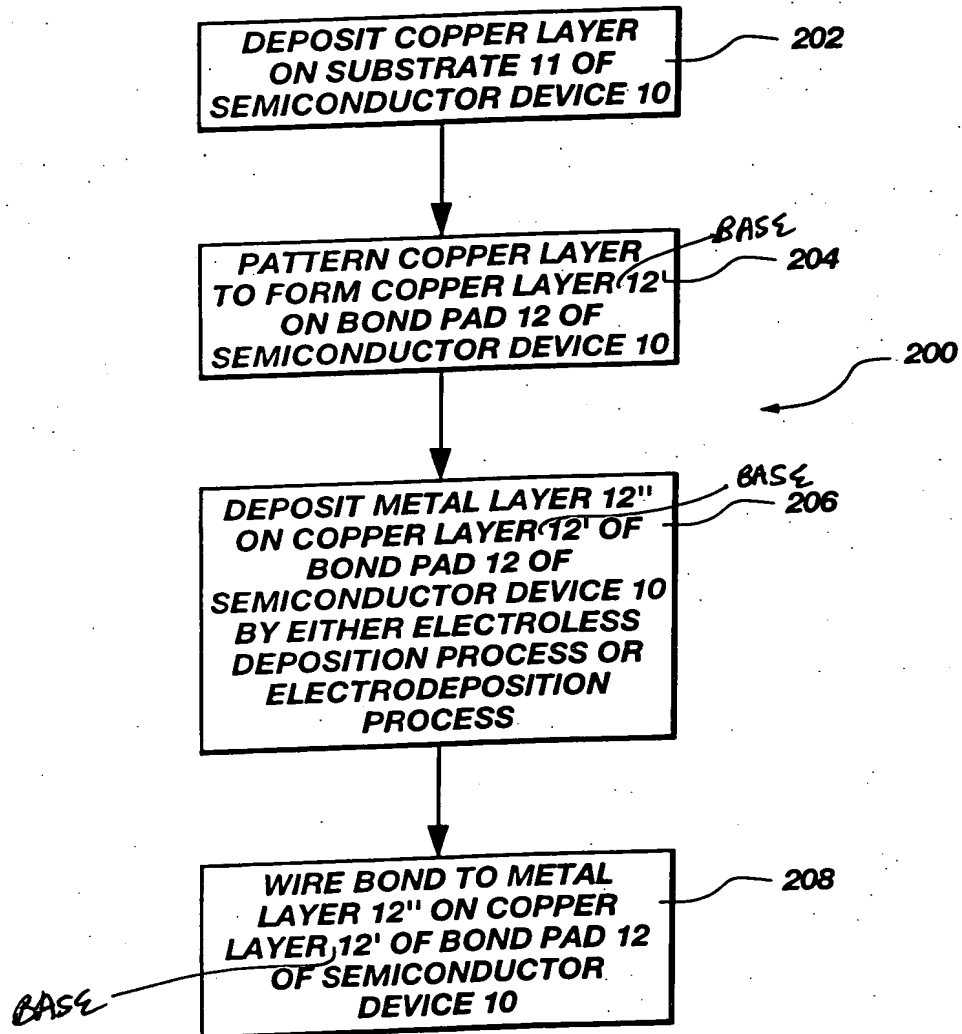 DEPOSIT COPPER LAYER
ON SUBSTRATE 11 OF
SEMICONDUCTOR DEVICE 10
202
BASE
PATTERN COPPER LAYER
TO FORM COPPER LAYER 12'
ON BOND PAD 12 OF
SEMICONDUCTOR DEVICE 10
204
200
BASE
DEPOSIT METAL LAYER 12"
ON COPPER LAYER 12' OF
BOND PAD 12 OF
SEMICONDUCTOR DEVICE 10
BY EITHER ELECTROLESS
DEPOSITION PROCESS OR
ELECTRODEPOSITION
PROCESS
206
WIRE BOND TO METAL
LAYER 12" ON COPPER
LAYER 12' OF BOND PAD 12
OF SEMICONDUCTOR
DEVICE 10
208
BASE